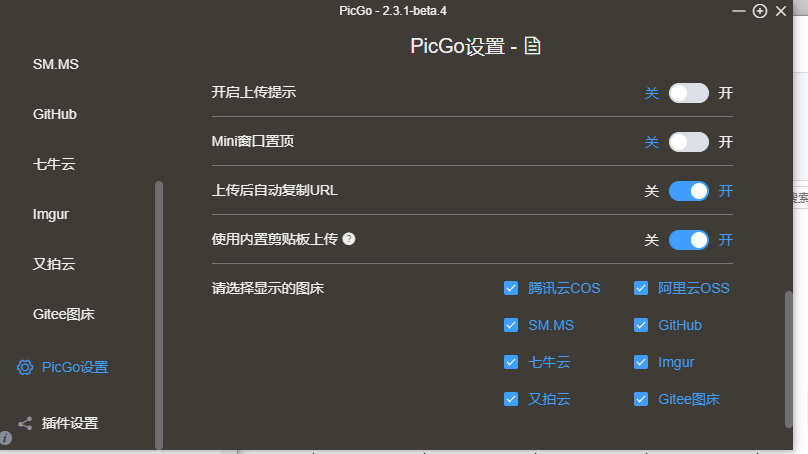 PicGo - 2.3.1-beta.4
SM.MS
GitHub
七牛云
Imgur
又拍云
Gitee图床
PicGo设置
插件设置
PicGo设置 -
开启上传提示 关 开
Mini窗口置顶 关 开
上传后自动复制URL 关 开
使用内置剪贴板上传 ? 关 开
请选择显示的图床 腾讯云COS 阿里云OSS
SM.MS GitHub
七牛云 Imgur
又拍云 Gitee图床
搜索